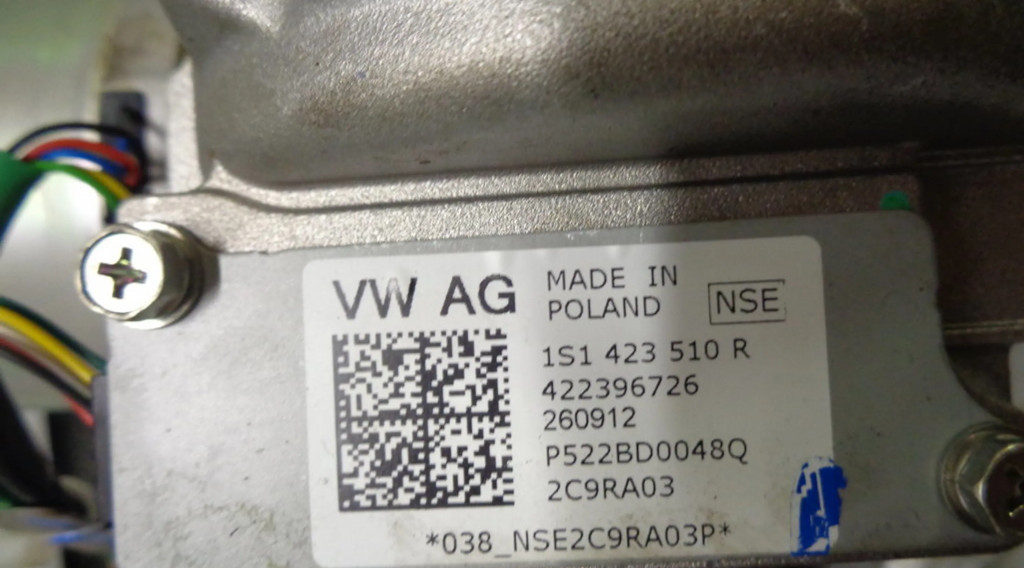 VW AG
MADE IN
POLAND
NSE
1S1 423 510 R
422396726
260912
P522BD0048Q
2C9RA03
*038_NSE2C9RA03P*